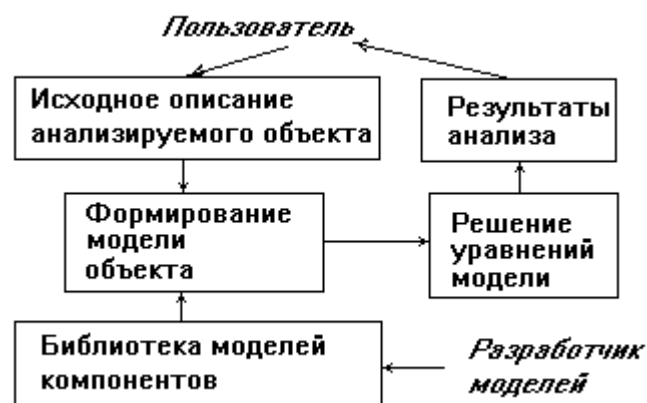 Пользователь
Исходное описание
анализируемого объекта
Результаты
анализа
Формирование
модели
объекта
Решение
уравнений
модели
Библиотека моделей
компонентов
Разработчик
моделей